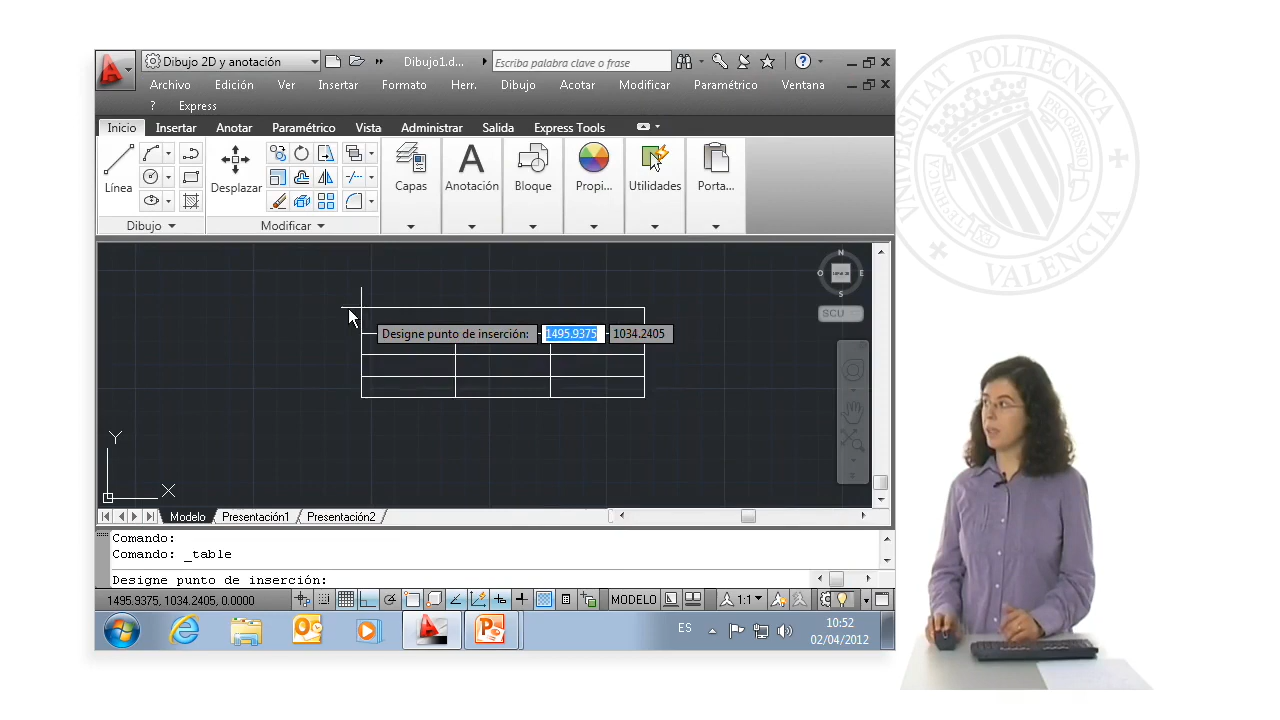 Dibujo 2D y anotación
Dibujo1.d...
Escriba palabra clave o frase
Archivo Edición Ver Insertar Formato Herr. Dibujo Acotar Modificar Paramétrico Ventana
? Express
Inicio Insertar Anotar Paramétrico Vista Administrar Salida Express Tools
Línea Desplazar Capas Anotación Bloque Propi... Utilidades Porta...
Dibujo Modificar
N
O E
S
SCU
Designe punto de inserción: 1495.9375 1034.2405
Y
X
Modelo Presentación1 Presentación2
Comando:
Comando: _table
Designe punto de inserción:
1495.9375, 1034.2405, 0.0000 MODELO 1:1
ES 10:52
02/04/2012
UNIVERSITAT POLITÈCNICA
DE VALÈNCIA